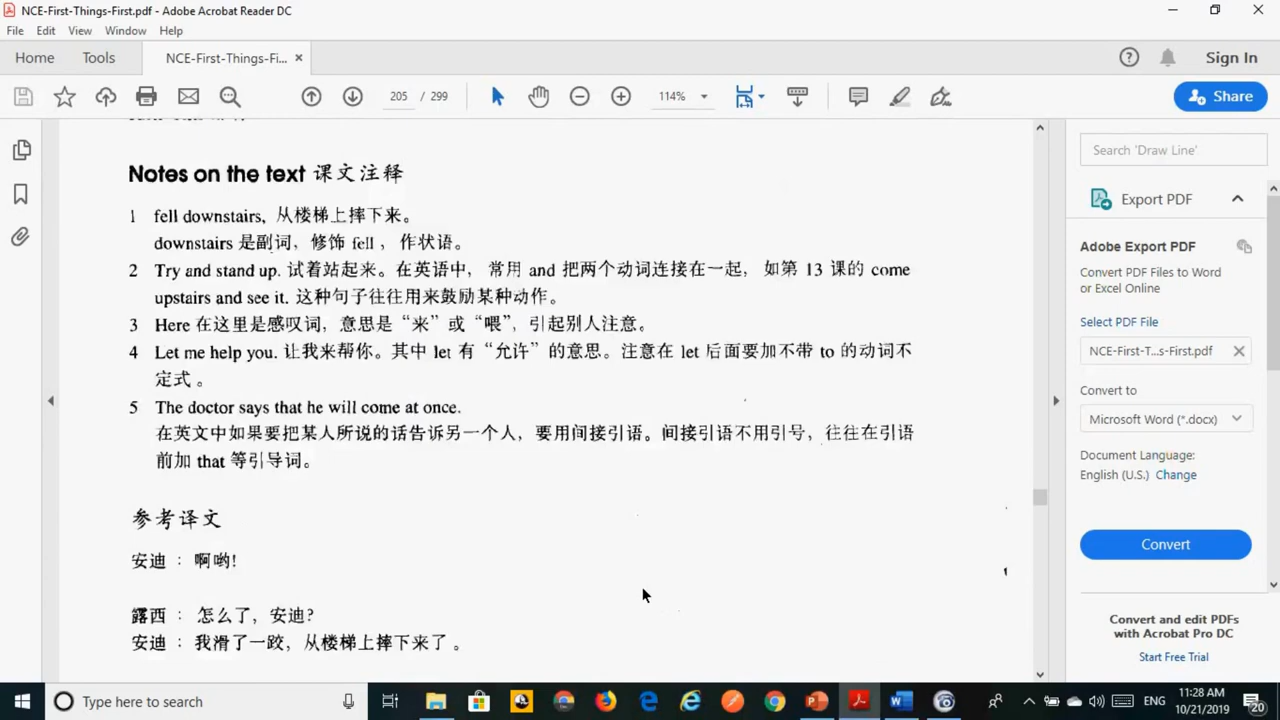 NCE-First-Things-First.pdf - Adobe Acrobat Reader DC
File Edit View Window Help
Home Tools NCE-First-Things-Fi... ×
Sign In
205 / 299
114%
Share
Notes on the text 课文注释
1 fell downstairs, 从楼梯上摔下来。
downstairs 是副词, 修饰 fell , 作状语。
2 Try and stand up. 试着站起来。在英语中, 常用 and 把两个动词连接在一起, 如第 13 课的 come
upstairs and see it. 这种句子往往用来鼓励某种动作。
3 Here 在这里是感叹词, 意思是“来”或“喂”, 引起别人注意。
4 Let me help you. 让我来帮你。其中 let 有“允许”的意思。注意在 let 后面要加不带 to 的动词不
定式。
5 The doctor says that he will come at once.
在英文中如果要把某人所说的话告诉另一个人, 要用间接引语。间接引语不用引号, 往往在引语
前加 that 等引导词。
参考译文
安迪 : 啊哟!
露西 : 怎么了, 安迪?
安迪 : 我滑了一跤, 从楼梯上摔下来了。
Search 'Draw Line'
Export PDF
Adobe Export PDF
Convert PDF Files to Word
or Excel Online
Select PDF File
NCE-First-T...s-First.pdf
Convert to
Microsoft Word (*.docx)
Document Language:
English (U.S.) Change
Convert
Convert and edit PDFs
with Acrobat Pro DC
Start Free Trial
Type here to search
ENG
11:28 AM
10/21/2019
20